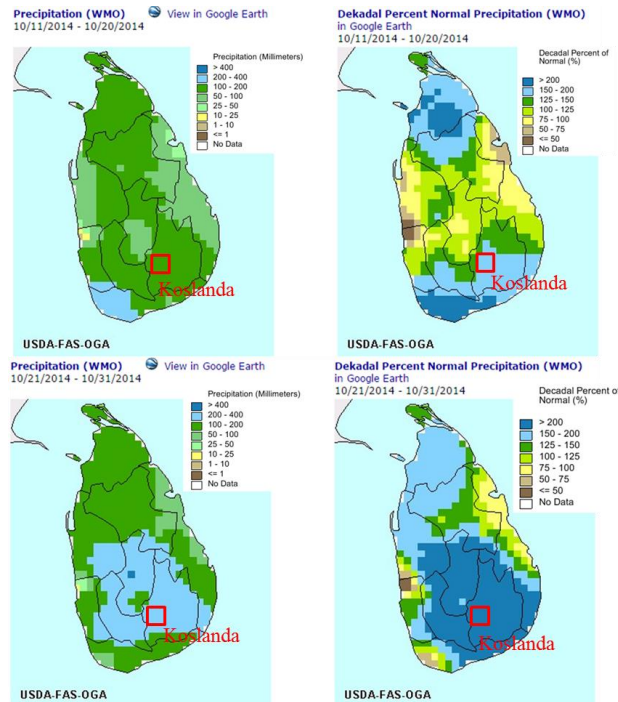 Precipitation (WMO) View in Google Earth
10/11/2014 - 10/20/2014
Precipitation (Millimeters)
> 400
200 - 400
100 - 200
50 - 100
25 - 50
10 - 25
1 - 10
<= 1
No Data
Koslanda
USDA-FAS-OGA
Dekadal Percent Normal Precipitation (WMO)
in Google Earth
10/11/2014 - 10/20/2014
Decadal Percent of
Normal (%)
> 200
150 - 200
125 - 150
100 - 125
75 - 100
50 - 75
<= 50
No Data
Koslanda
USDA-FAS-OGA
Precipitation (WMO) View in Google Earth
10/21/2014 - 10/31/2014
Precipitation (Millimeters)
> 400
200 - 400
100 - 200
50 - 100
25 - 50
10 - 25
1 - 10
<= 1
No Data
Koslanda
USDA-FAS-OGA
Dekadal Percent Normal Precipitation (WMO)
in Google Earth
10/21/2014 - 10/31/2014
Decadal Percent of
Normal (%)
> 200
150 - 200
125 - 150
100 - 125
75 - 100
50 - 75
<= 50
No Data
Koslanda
USDA-FAS-OGA